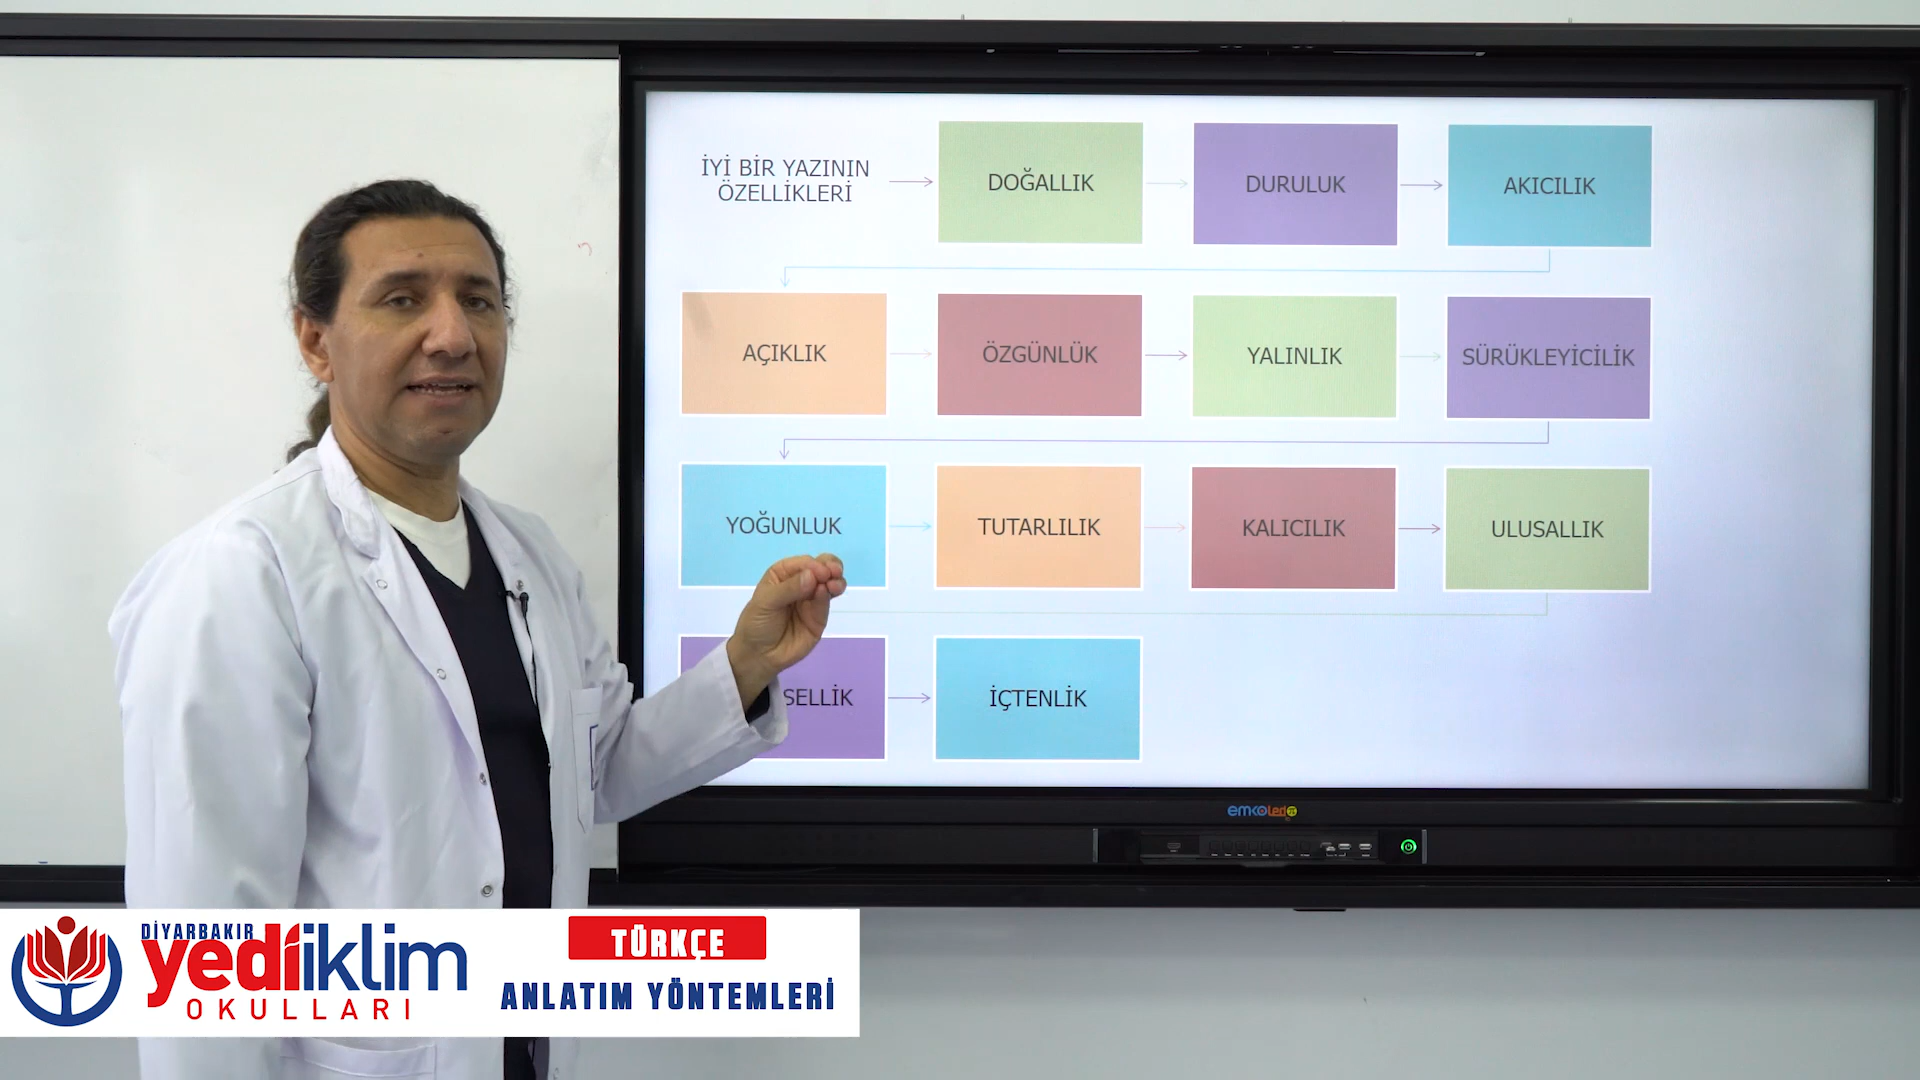 İYİ BİR YAZININ
ÖZELLİKLERİ
DOĞALLIK
DURULUK
AKICILIK
AÇIKLIK
ÖZGÜNLÜK
YALINLIK
SÜRÜKLEYİCİLİK
YOĞUNLUK
TUTARLILIK
KALICILIK
ULUSALLIK
SELLİK
İÇTENLİK
emkoled
DİYARBAKIR
yediiklim
OKULLARI
TÜRKÇE
ANLATIM YÖNTEMLERİ